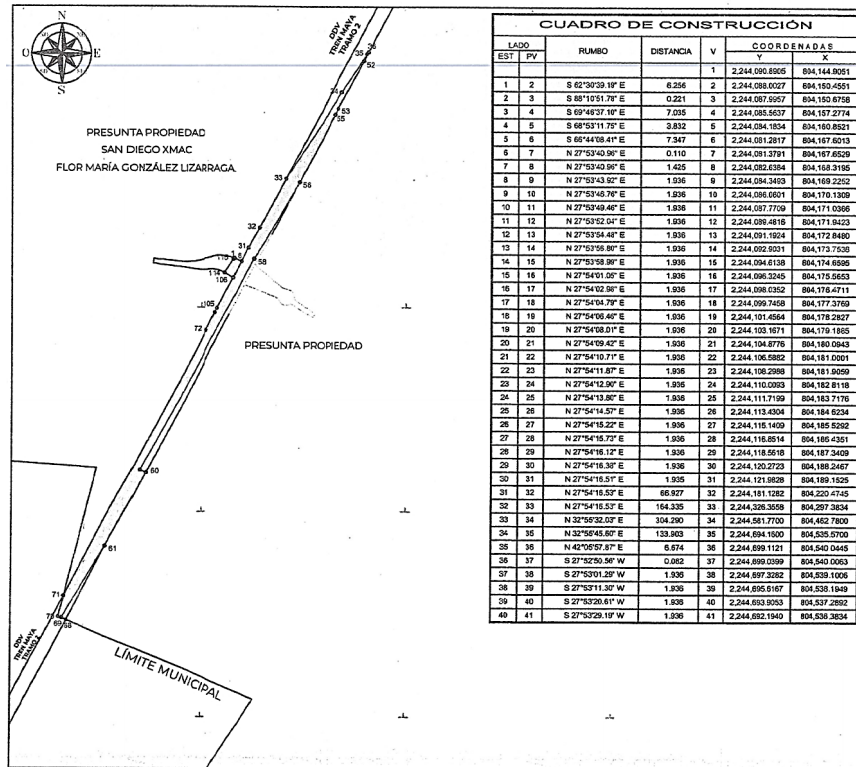 N
O E
S
DDV
TREN MAYA
TRAMO 2
36
35
52
34
53
55
PRESUNTA PROPIEDAD
SAN DIEGO XMAC
FLOR MARÍA GONZÁLEZ LIZARRAGA
33
56
32
31
58
114
106
105
72
PRESUNTA PROPIEDAD
60
61
71
69
DDV
TREN MAYA
TRAMO 2
LÍMITE MUNICIPAL
CUADRO DE CONSTRUCCIÓN
LADO RUMBO DISTANCIA V COORDENADAS
EST PV Y X
1 2,244,090.8905 804,144.9051
1 2 S 62°30'39.19" E 6.256 2 2,244,088.0027 804,150.4551
2 3 S 88°10'51.78" E 0.221 3 2,244,087.9957 804,150.6758
3 4 S 69°46'37.10" E 7.035 4 2,244,085.5637 804,157.2774
4 5 S 68°53'11.75" E 3.832 5 2,244,084.1834 804,160.8521
5 6 S 66°44'08.41" E 7.347 6 2,244,081.2817 804,167.6013
6 7 N 27°53'40.96" E 0.110 7 2,244,081.3791 804,167.6529
7 8 N 27°53'40.96" E 1.425 8 2,244,082.6384 804,168.3195
8 9 N 27°53'43.92" E 1.936 9 2,244,084.3493 804,169.2252
9 10 N 27°53'46.76" E 1.936 10 2,244,086.0601 804,170.1309
10 11 N 27°53'49.46" E 1.936 11 2,244,087.7709 804,171.0366
11 12 N 27°53'52.04" E 1.936 12 2,244,089.4816 804,171.9423
12 13 N 27°53'54.48" E 1.936 13 2,244,091.1924 804,172.8480
13 14 N 27°53'56.80" E 1.936 14 2,244,092.9031 804,173.7538
14 15 N 27°53'58.99" E 1.936 15 2,244,094.6138 804,174.6595
15 16 N 27°54'01.05" E 1.936 16 2,244,096.3245 804,175.5653
16 17 N 27°54'02.98" E 1.936 17 2,244,098.0352 804,176.4711
17 18 N 27°54'04.79" E 1.936 18 2,244,099.7458 804,177.3769
18 19 N 27°54'06.46" E 1.936 19 2,244,101.4564 804,178.2827
19 20 N 27°54'08.01" E 1.936 20 2,244,103.1671 804,179.1885
20 21 N 27°54'09.42" E 1.936 21 2,244,104.8776 804,180.0943
21 22 N 27°54'10.71" E 1.936 22 2,244,106.5882 804,181.0001
22 23 N 27°54'11.87" E 1.936 23 2,244,108.2988 804,181.9059
23 24 N 27°54'12.90" E 1.936 24 2,244,110.0093 804,182.8118
24 25 N 27°54'13.80" E 1.936 25 2,244,111.7199 804,183.7176
25 26 N 27°54'14.57" E 1.936 26 2,244,113.4304 804,184.6234
26 27 N 27°54'15.22" E 1.936 27 2,244,115.1409 804,185.5292
27 28 N 27°54'15.73" E 1.936 28 2,244,116.8514 804,186.4351
28 29 N 27°54'16.12" E 1.936 29 2,244,118.5618 804,187.3409
29 30 N 27°54'16.38" E 1.936 30 2,244,120.2723 804,188.2467
30 31 N 27°54'16.51" E 1.935 31 2,244,121.9828 804,189.1525
31 32 N 27°54'16.53" E 66.927 32 2,244,181.1282 804,220.4745
32 33 N 27°54'16.53" E 164.335 33 2,244,326.3558 804,297.3834
33 34 N 32°55'32.03" E 304.290 34 2,244,581.7700 804,462.7800
34 35 N 32°55'45.60" E 133.903 35 2,244,694.1600 804,535.5700
35 36 N 42°05'57.87" E 6.674 36 2,244,699.1121 804,540.0445
36 37 S 27°52'50.56" W 0.082 37 2,244,699.0399 804,540.0063
37 38 S 27°53'01.29" W 1.936 38 2,244,697.3282 804,539.1006
38 39 S 27°53'11.30" W 1.936 39 2,244,695.6167 804,538.1949
39 40 S 27°53'20.61" W 1.936 40 2,244,693.9053 804,537.2892
40 41 S 27°53'29.19" W 1.936 41 2,244,692.1940 804,536.3834